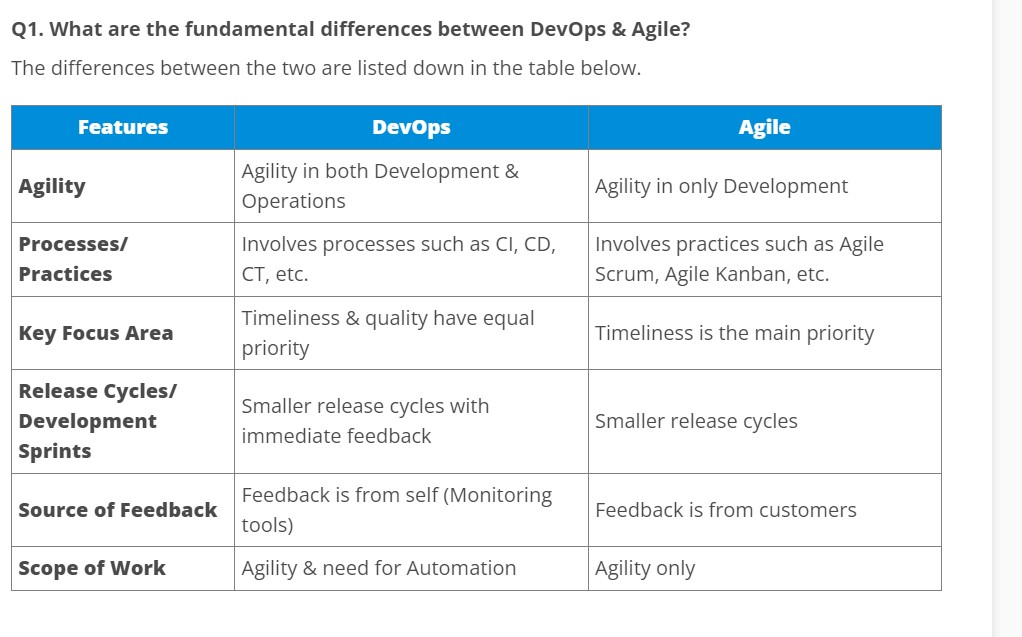 Q1. What are the fundamental differences between DevOps & Agile?
The differences between the two are listed down in the table below.
Features DevOps Agile
Agility
Agility in both Development &
Operations
Agility in only Development
Processes/
Practices
Involves processes such as CI, CD,
CT, etc.
Involves practices such as Agile
Scrum, Agile Kanban, etc.
Key Focus Area
Timeliness & quality have equal
priority
Timeliness is the main priority
Release Cycles/
Development
Sprints
Smaller release cycles with
immediate feedback
Smaller release cycles
Source of Feedback
Feedback is from self (Monitoring
tools)
Feedback is from customers
Scope of Work
Agility & need for Automation
Agility only